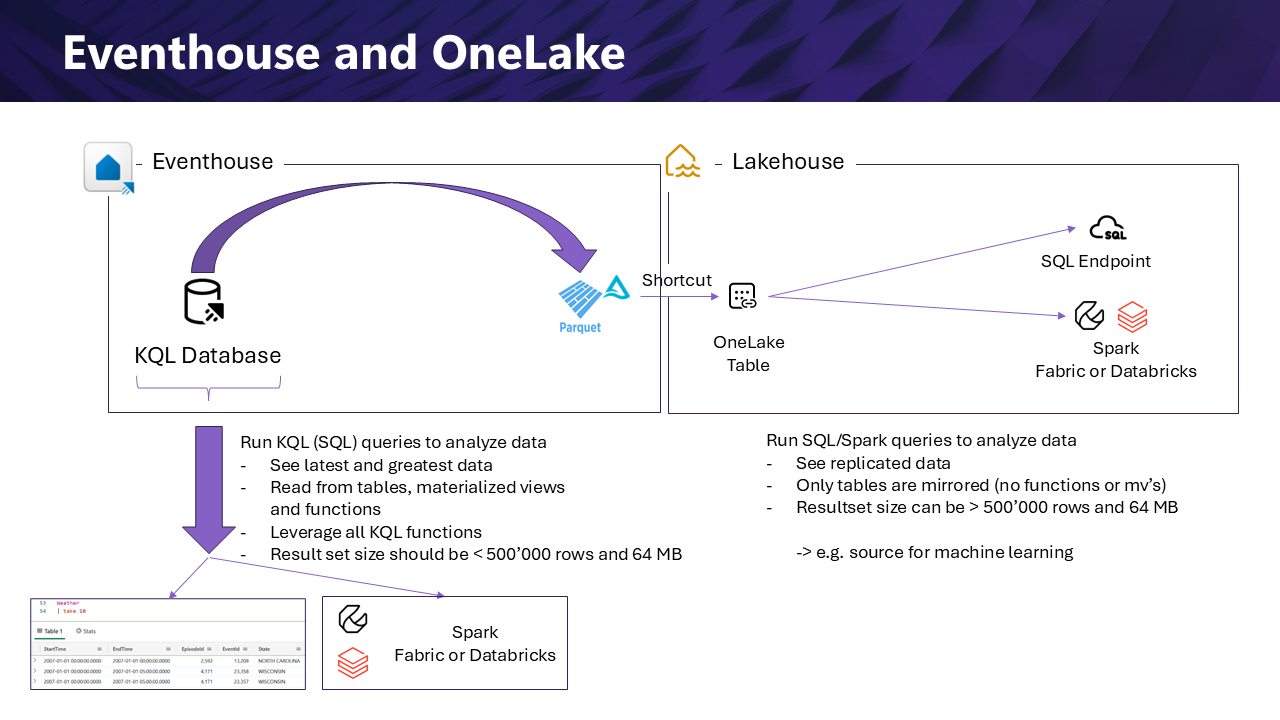 Eventhouse and OneLake
Eventhouse
Lakehouse
SQL
SQL Endpoint
Shortcut
Parquet
KQL Database
OneLake
Table
Spark
Fabric or Databricks
Run KQL (SQL) queries to analyze data
- See latest and greatest data
- Read from tables, materialized views
and functions
- Leverage all KQL functions
- Result set size should be < 500’000 rows and 64 MB
Run SQL/Spark queries to analyze data
- See replicated data
- Only tables are mirrored (no functions or mv’s)
- Resultset size can be > 500’000 rows and 64 MB
-> e.g. source for machine learning
53 Weather
54 | take 10
Table 1 Stats
StartTime EndTime EpisodeId EventId State
2007-01-01 00:00:00.0000 2007-01-01 00:00:00.0000 2,592 13,208 NORTH CAROLINA
2007-01-01 00:00:00.0000 2007-01-01 05:00:00.0000 4,171 23,358 WISCONSIN
2007-01-01 00:00:00.0000 2007-01-01 05:00:00.0000 4,171 23,357 WISCONSIN
Spark
Fabric or Databricks